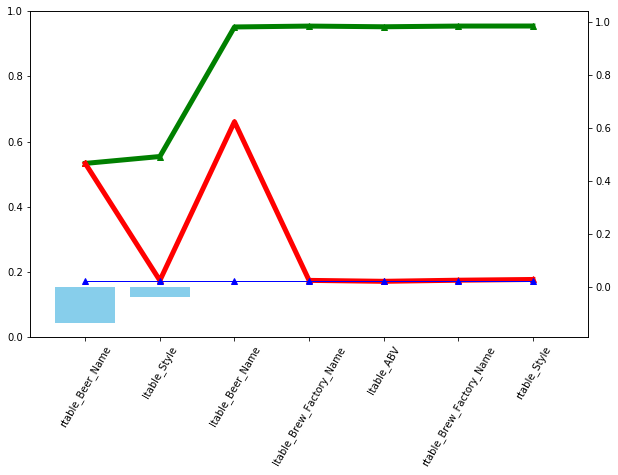 1.0
0.8
0.6
0.4
0.2
0.0
1.0
0.8
0.6
0.4
0.2
0.0
rtable_Beer_Name
ltable_Style
ltable_Beer_Name
ltable_Brew_Factory_Name
ltable_ABV
rtable_Brew_Factory_Name
rtable_Style